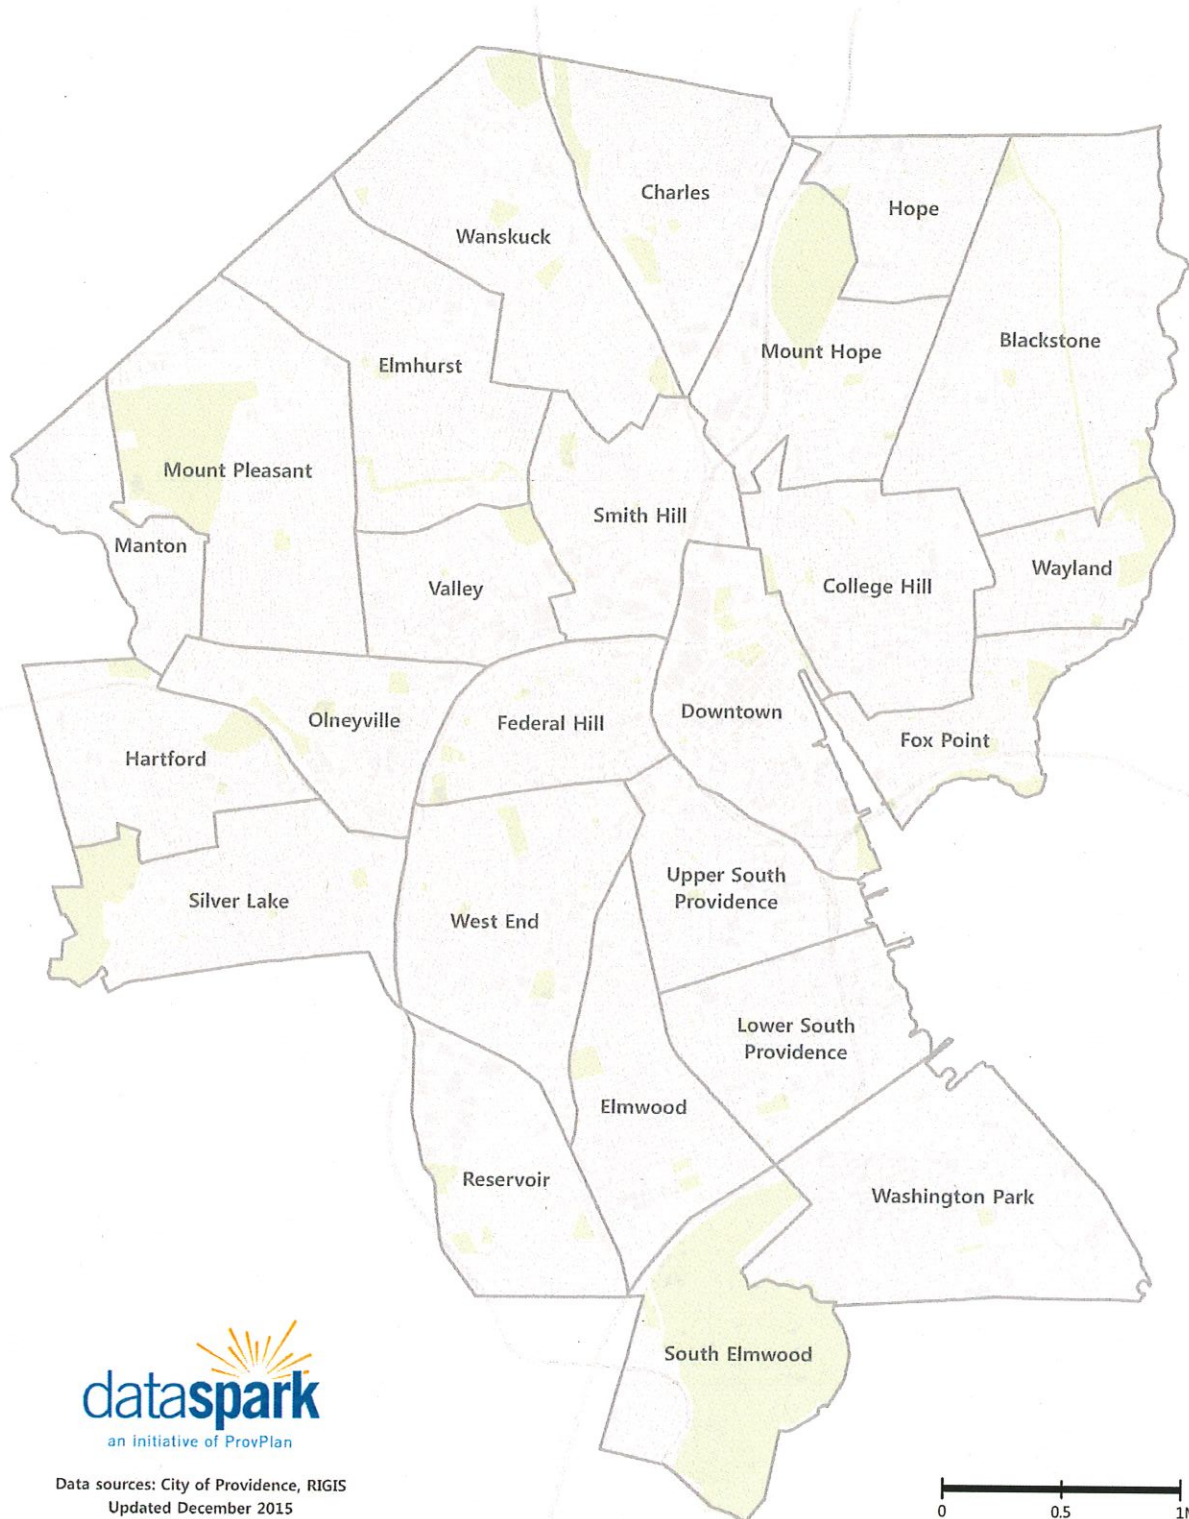 Charles
Hope
Wanskuck
Blackstone
Mount Hope
Elmhurst
Mount Pleasant
Smith Hill
Manton
Wayland
College Hill
Valley
Downtown
Olneyville
Federal Hill
Fox Point
Hartford
Upper South
Providence
Silver Lake
West End
Lower South
Providence
Elmwood
Reservoir
Washington Park
South Elmwood
dataspark
an initiative of ProvPlan
Data sources: City of Providence, RIGIS
Updated December 2015
0 0.5 1